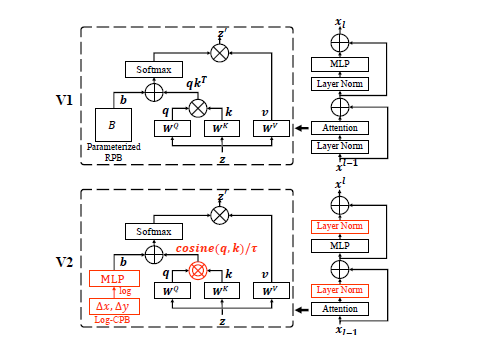 z'
x_l
Softmax
qk^T
MLP
Layer Norm
V1
b
q
k
v
B
W^Q
W^K
W^V
Attention
Parameterized
RPB
Layer Norm
z
x^{l-1}
z'
x^l
Softmax
Layer Norm
cosine(q, k)/τ
MLP
V2
b
q
k
v
MLP
log
W^Q
W^K
W^V
Layer Norm
Δx, Δy
Attention
Log-CPB
z
x_{l-1}